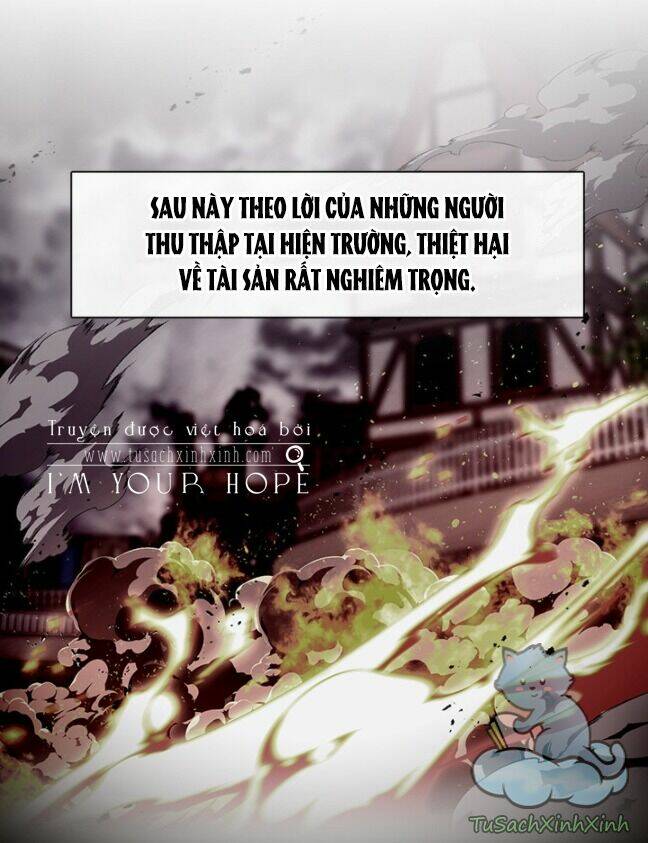 SAU NÀY THEO LỜI CỦA NHỮNG NGƯỜI
THU THẬP TẠI HIỆN TRƯỜNG, THIỆT HẠI
VỀ TÀI SẢN RẤT NGHIÊM TRỌNG.
Truyện được việt hoá bởi
www.tusachxinhxinh.com
I'M YOUR HOPE
TuSachXinhXinh